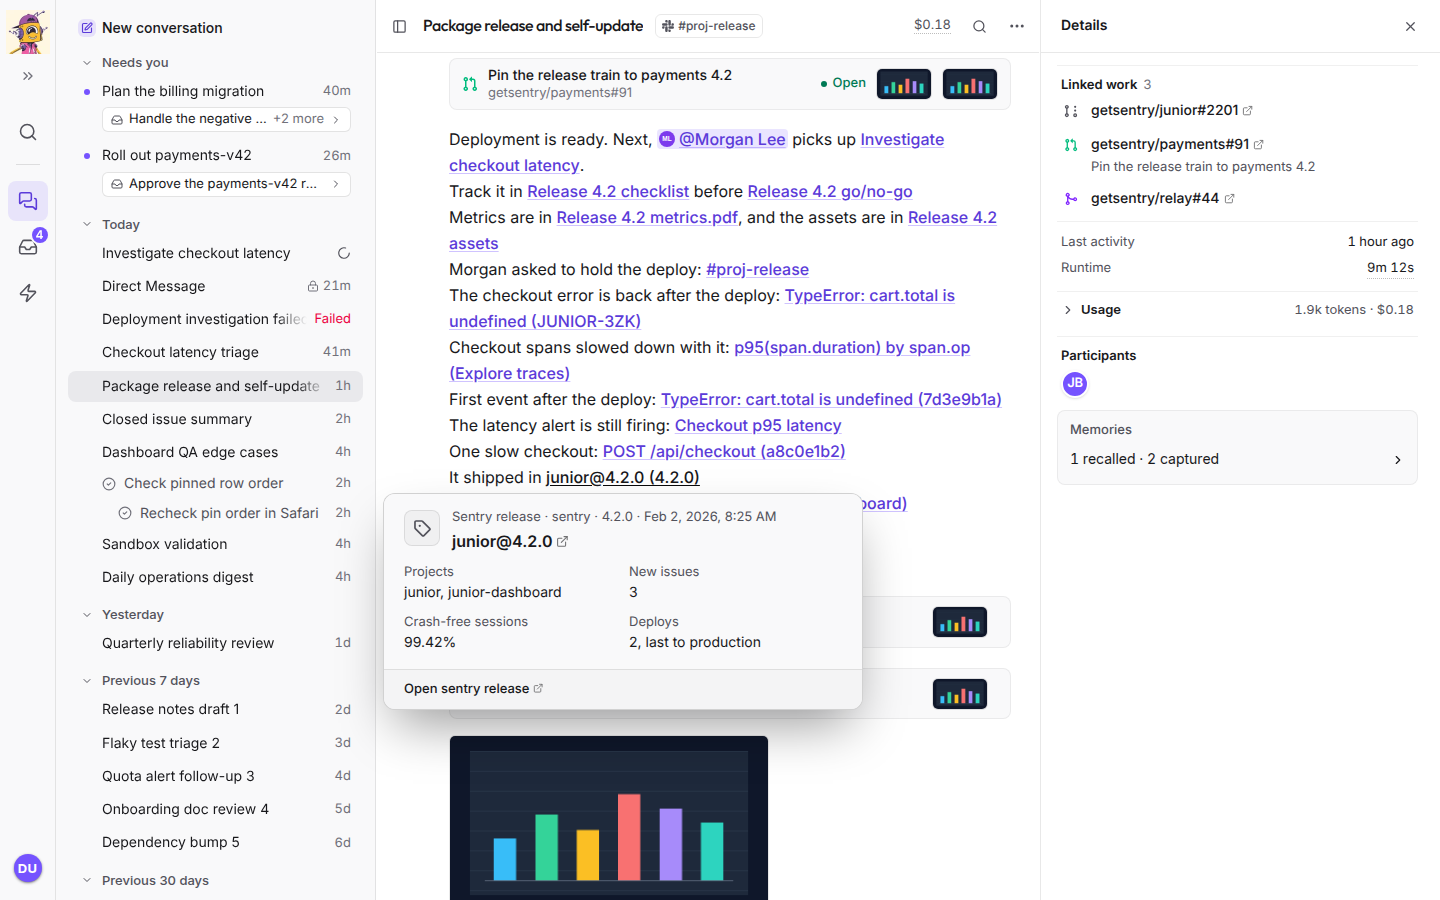 New conversation
Needs you
Plan the billing migration 40m
Handle the negative ... +2 more
Roll out payments-v42 26m
Approve the payments-v42 r...
4
Today
Investigate checkout latency
Direct Message 21m
Deployment investigation failed Failed
Checkout latency triage 41m
Package release and self-update 1h
Closed issue summary 2h
Dashboard QA edge cases 4h
Check pinned row order 2h
Recheck pin order in Safari 2h
Sandbox validation 4h
Daily operations digest 4h
Yesterday
Quarterly reliability review 1d
Previous 7 days
Release notes draft 1 2d
Flaky test triage 2 3d
Quota alert follow-up 3 4d
Onboarding doc review 4 5d
Dependency bump 5 6d
Previous 30 days
DU
Package release and self-update #proj-release $0.18
Pin the release train to payments 4.2
getsentry/payments#91
Open
Deployment is ready. Next, ML @Morgan Lee picks up Investigate
checkout latency.
Track it in Release 4.2 checklist before Release 4.2 go/no-go
Metrics are in Release 4.2 metrics.pdf, and the assets are in Release 4.2
assets
Morgan asked to hold the deploy: #proj-release
The checkout error is back after the deploy: TypeError: cart.total is
undefined (JUNIOR-3ZK)
Checkout spans slowed down with it: p95(span.duration) by span.op
(Explore traces)
First event after the deploy: TypeError: cart.total is undefined (7d3e9b1a)
The latency alert is still firing: Checkout p95 latency
One slow checkout: POST /api/checkout (a8c0e1b2)
It shipped in junior@4.2.0 (4.2.0)
board)
Sentry release · sentry · 4.2.0 · Feb 2, 2026, 8:25 AM
junior@4.2.0
Projects
junior, junior-dashboard
New issues
3
Crash-free sessions
99.42%
Deploys
2, last to production
Open sentry release
Details
Linked work 3
getsentry/junior#2201
getsentry/payments#91
Pin the release train to payments 4.2
getsentry/relay#44
Last activity 1 hour ago
Runtime 9m 12s
Usage 1.9k tokens · $0.18
Participants
JB
Memories
1 recalled · 2 captured